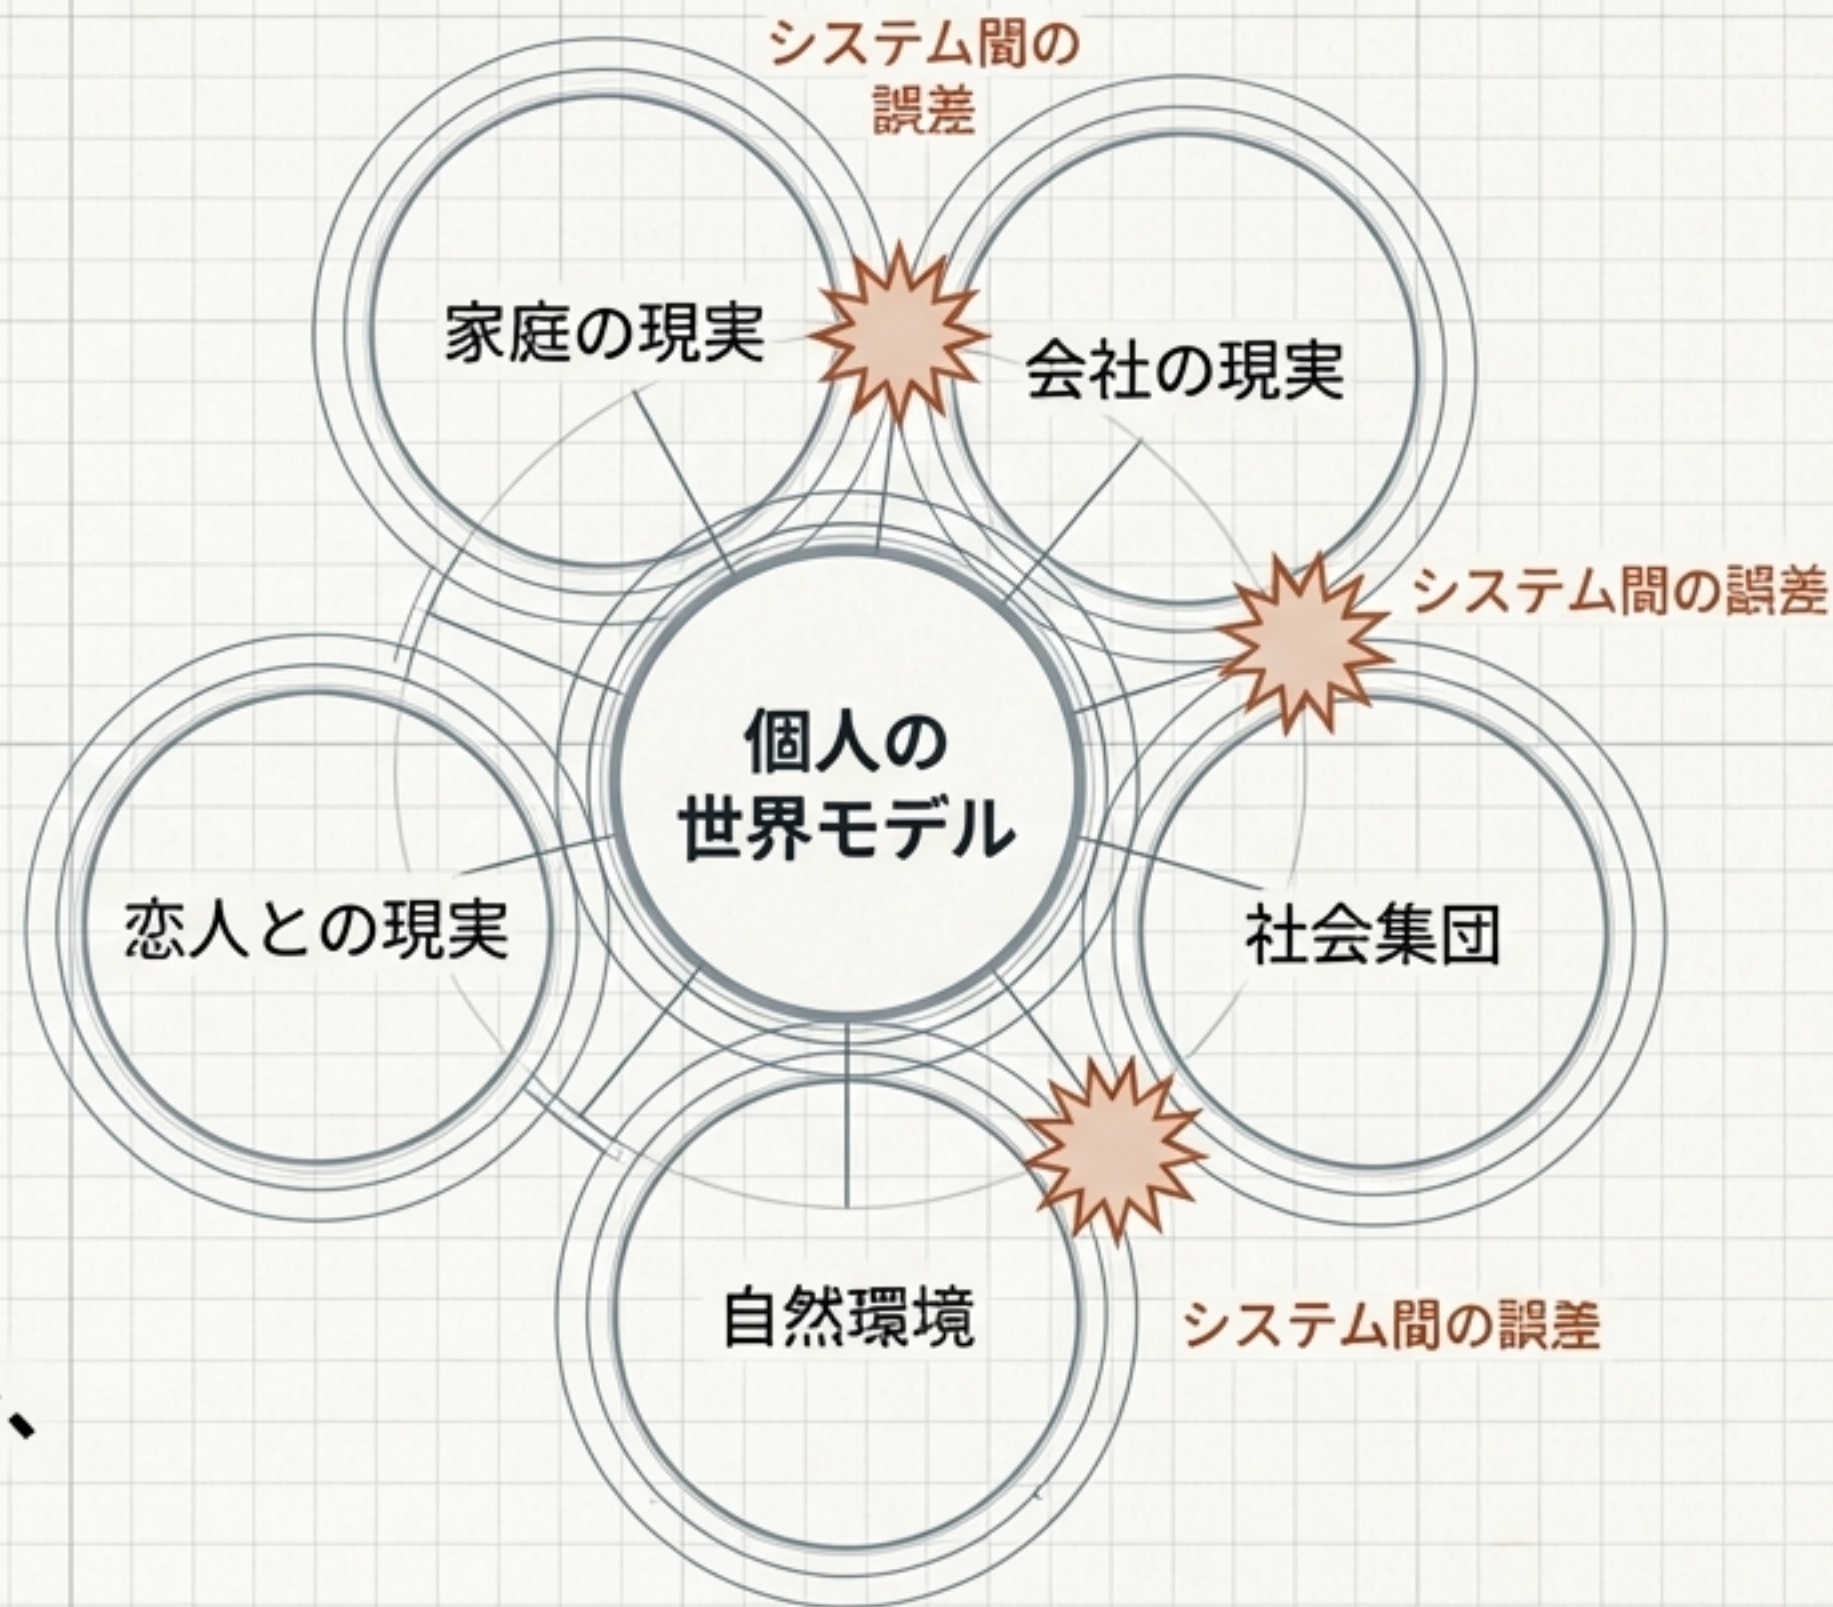 システム間の
誤差
家庭の現実
会社の現実
システム間の誤差
個人の
世界モデル
恋人との現実
社会集団
自然環境
システム間の誤差
、